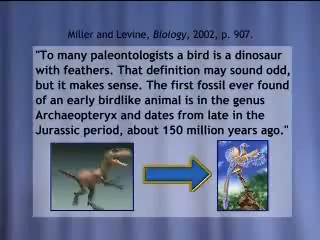 Miller and Levine, Biology, 2002, p. 907.
"To many paleontologists a bird is a dinosaur
with feathers. That definition may sound odd,
but it makes sense. The first fossil ever found
of an early birdlike animal is in the genus
Archaeopteryx and dates from late in the
Jurassic period, about 150 million years ago."